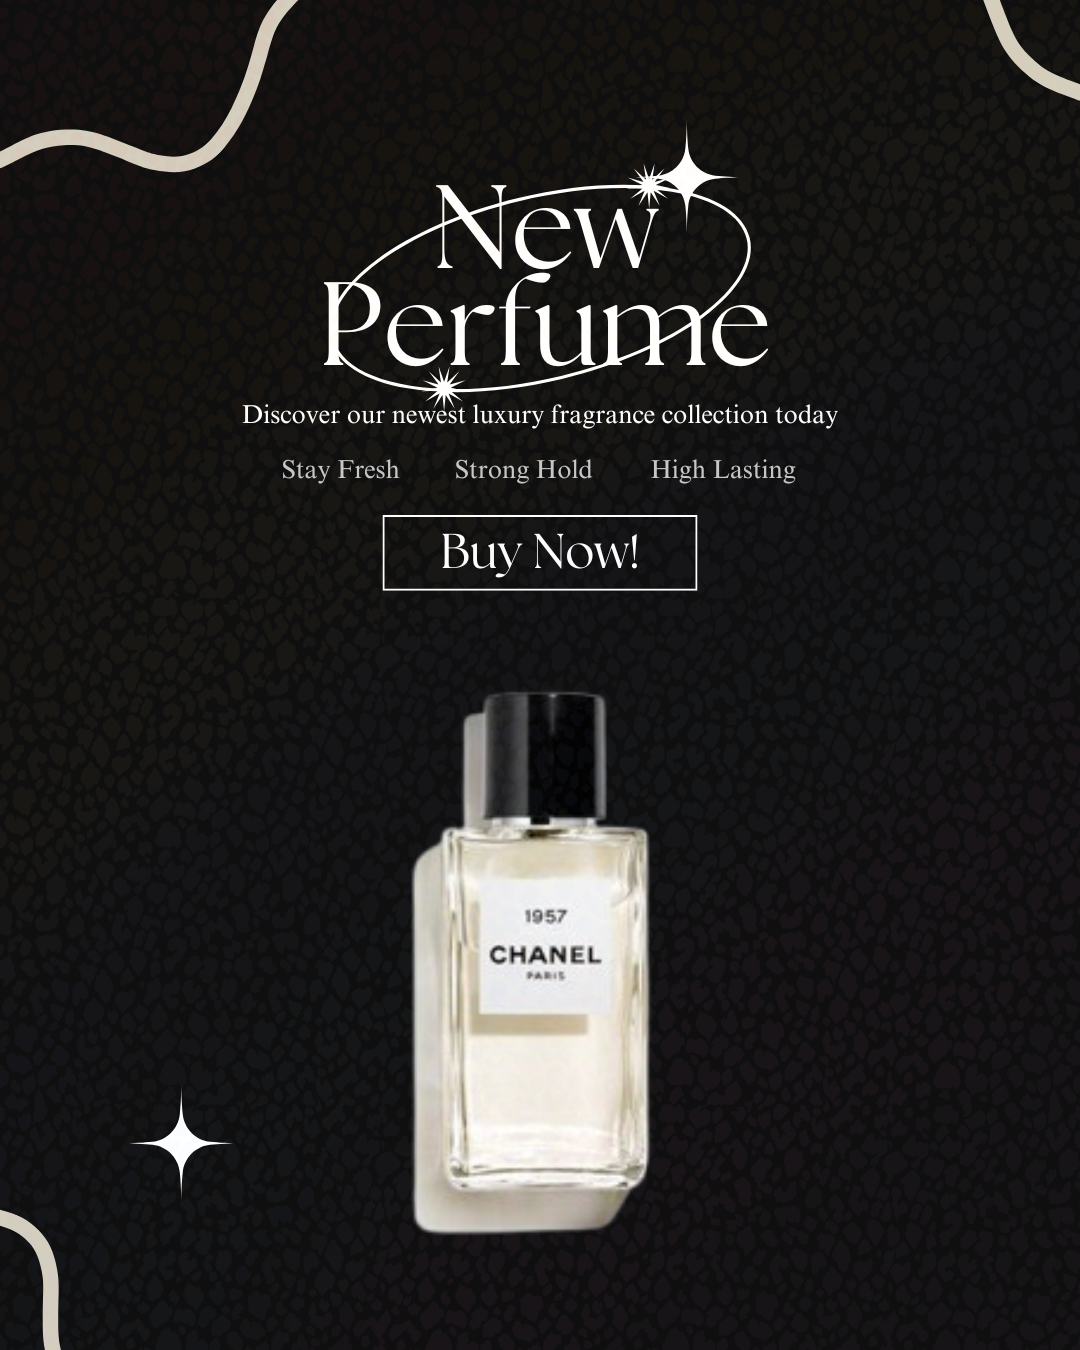 New
Perfume
Discover our newest luxury fragrance collection today
Stay Fresh Strong Hold High Lasting
Buy Now!
1957
CHANEL
PARIS